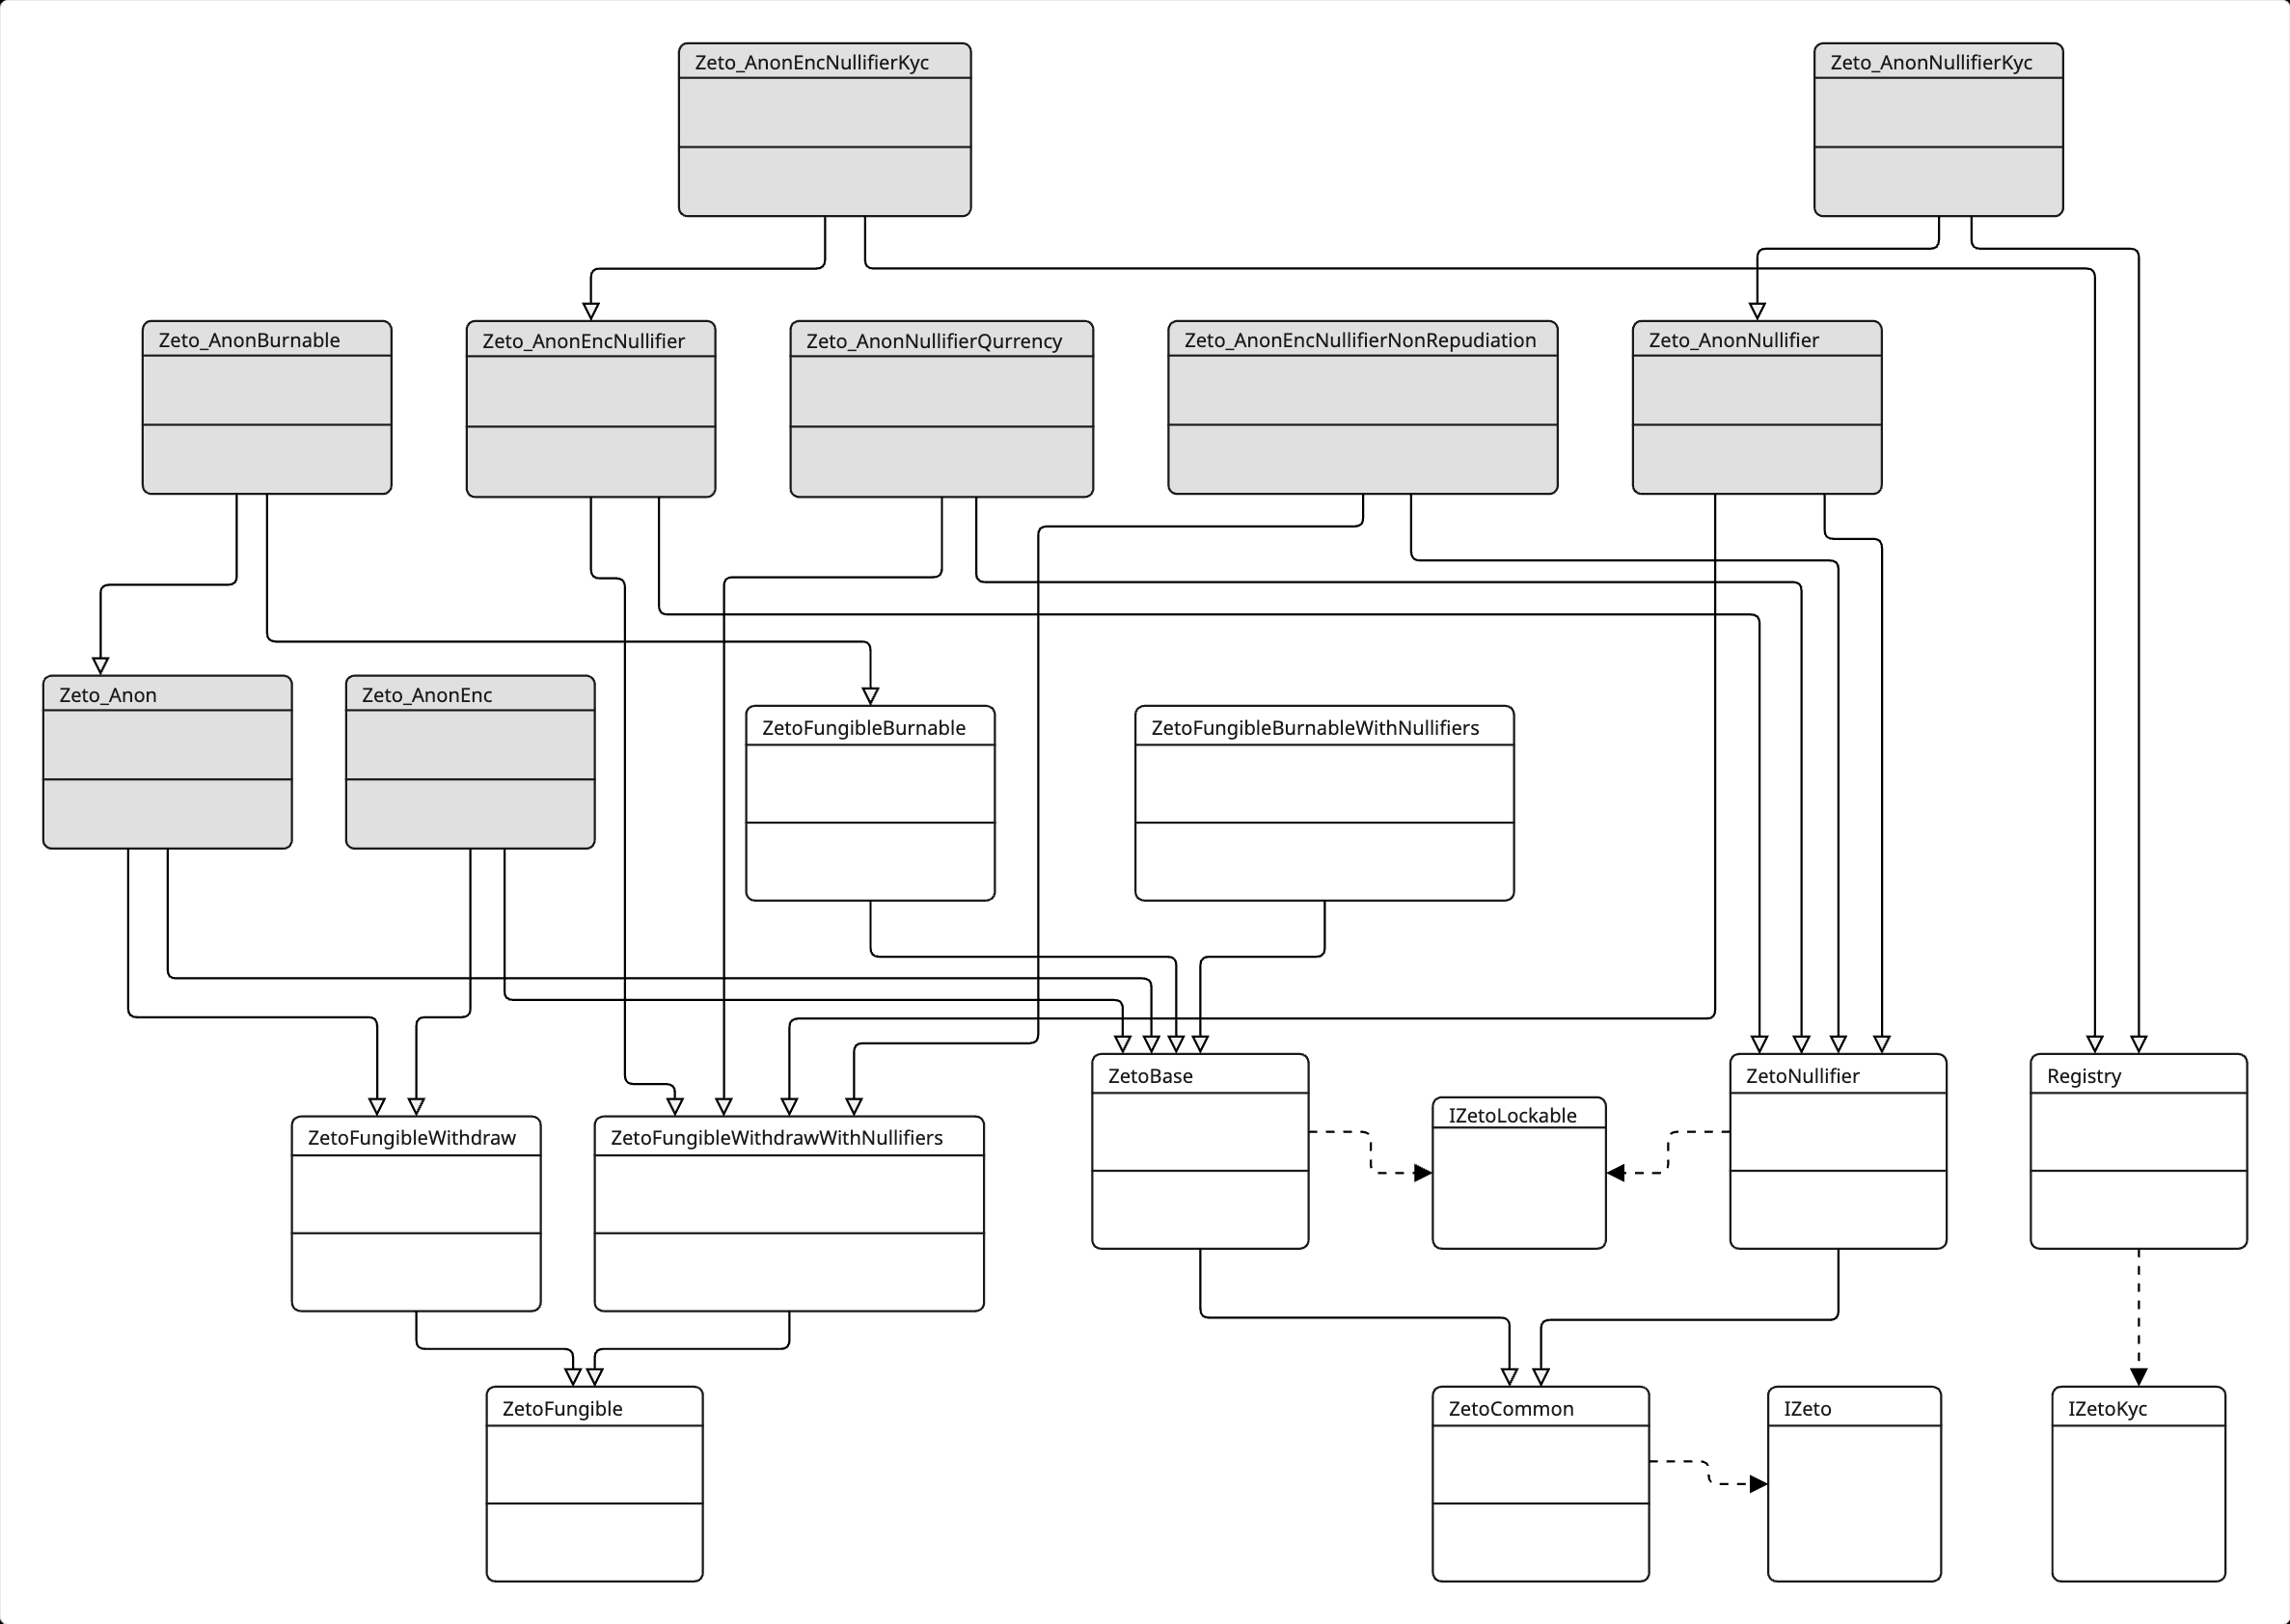 Zeto_AnonEncNullifierKyc
Zeto_AnonNullifierKyc
Zeto_AnonBurnable
Zeto_AnonEncNullifier
Zeto_AnonNullifierQurrency
Zeto_AnonEncNullifierNonRepudiation
Zeto_AnonNullifier
Zeto_Anon
Zeto_AnonEnc
ZetoFungibleBurnable
ZetoFungibleBurnableWithNullifiers
ZetoBase
ZetoNullifier
Registry
IZetoLockable
ZetoFungibleWithdraw
ZetoFungibleWithdrawWithNullifiers
ZetoFungible
ZetoCommon
IZeto
IZetoKyc